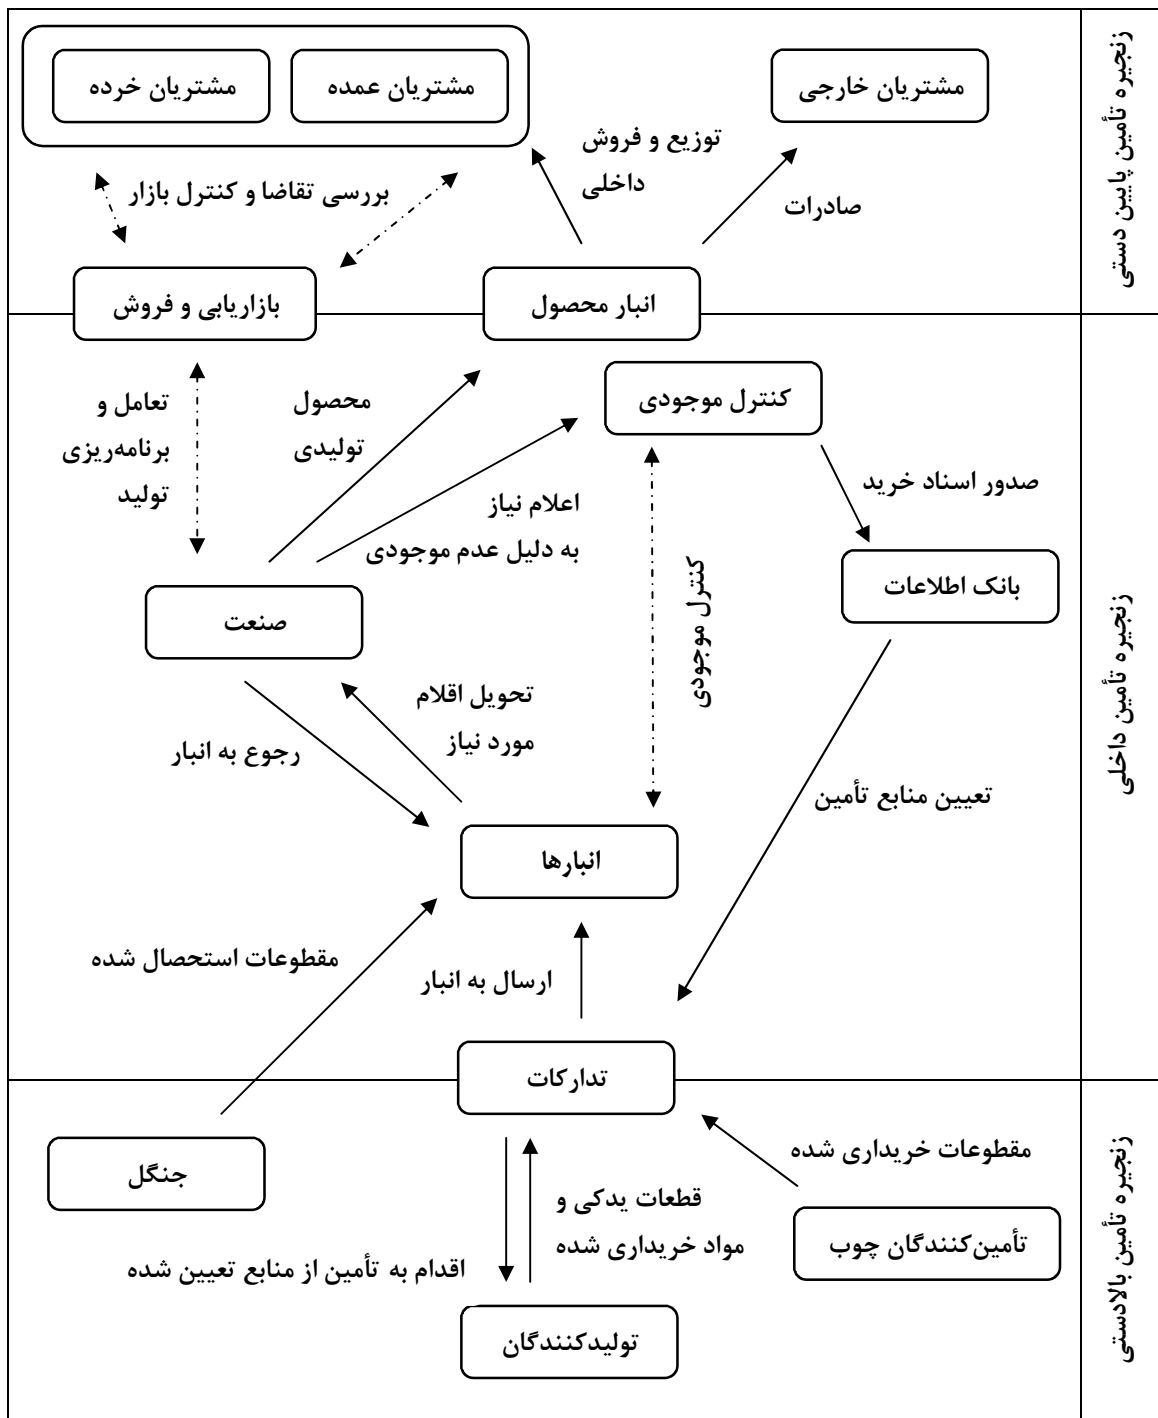 زنجیره تأمین پایین دستی
مشتریان خارجی
مشتریان عمده
مشتریان خرده
توزیع و فروش
داخلی
صادرات
بررسی تقاضا و کنترل بازار
انبار محصول
بازاریابی و فروش
زنجیره تأمین داخلی
کنترل موجودی
محصول
تولیدی
تعامل و
برنامه‌ریزی
تولید
صدور اسناد خرید
اعلام نیاز
به دلیل عدم موجودی
بانک اطلاعات
صنعت
کنترل موجودی
تحویل اقلام
مورد نیاز
رجوع به انبار
تعیین منابع تأمین
انبارها
مقطوعات استحصال شده
ارسال به انبار
تدارکات
زنجیره تأمین بالادستی
مقطوعات خریداری شده
جنگل
قطعات یدکی و
مواد خریداری شده
تأمین‌کنندگان چوب
اقدام به تأمین از منابع تعیین شده
تولیدکنندگان